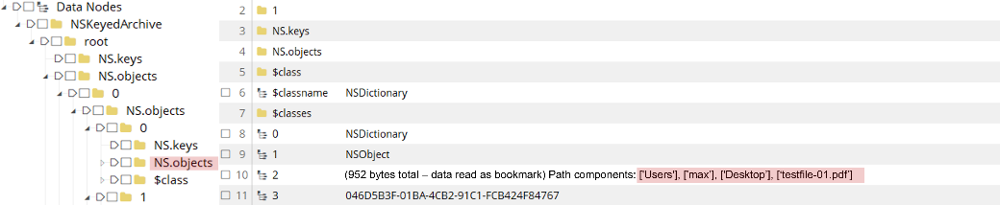 Data Nodes
NSKeyedArchive
root
NS.keys
NS.objects
0
NS.objects
0
NS.keys
NS.objects
$class
1
2 1
3 NS.keys
4 NS.objects
5 $class
6 $classname NSDictionary
7 $classes
8 0 NSDictionary
9 1 NSObject
10 2 (952 bytes total – data read as bookmark) Path components: ['Users'], ['max'], ['Desktop'], ['testfile-01.pdf']
11 3 046D5B3F-01BA-4CB2-91C1-FCB424F84767